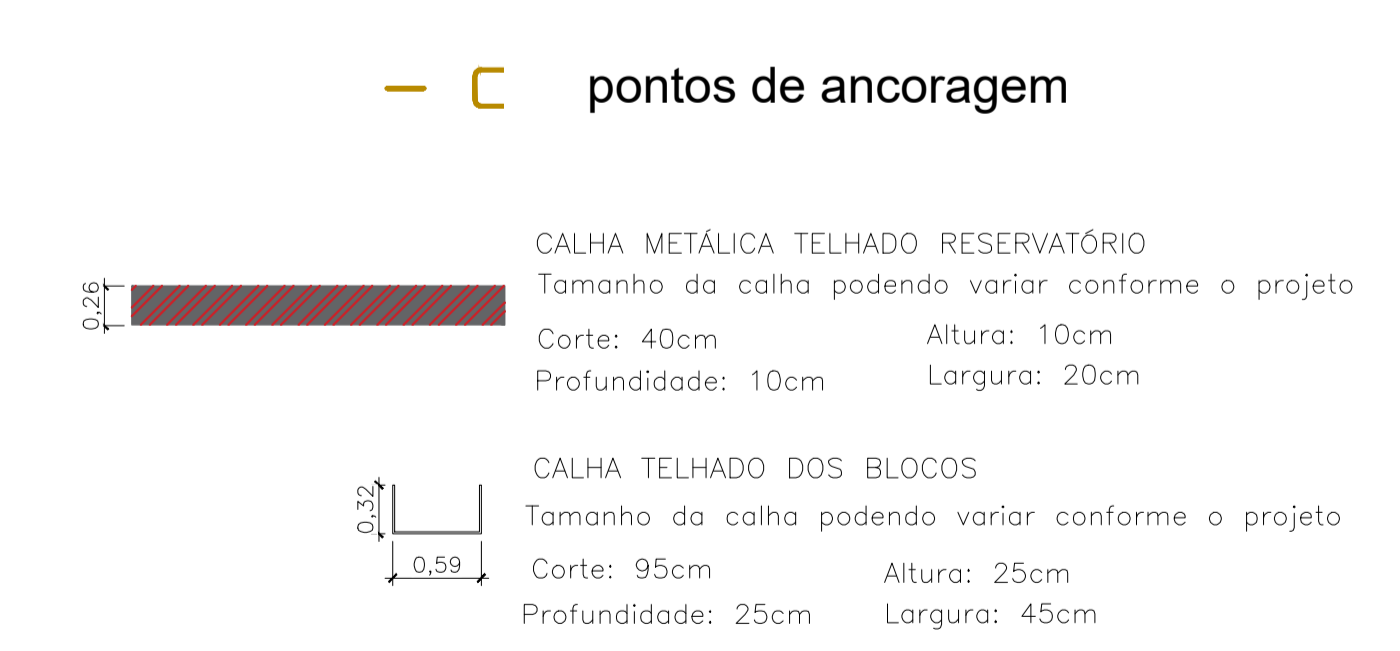 pontos de ancoragem
CALHA METÁLICA TELHADO RESERVATÓRIO
Tamanho da calha podendo variar conforme o projeto
0,26
Corte: 40cm
Altura: 10cm
Profundidade: 10cm
Largura: 20cm
CALHA TELHADO DOS BLOCOS
0,32
Tamanho da calha podendo variar conforme o projeto
0,59
Corte: 95cm
Altura: 25cm
Profundidade: 25cm
Largura: 45cm